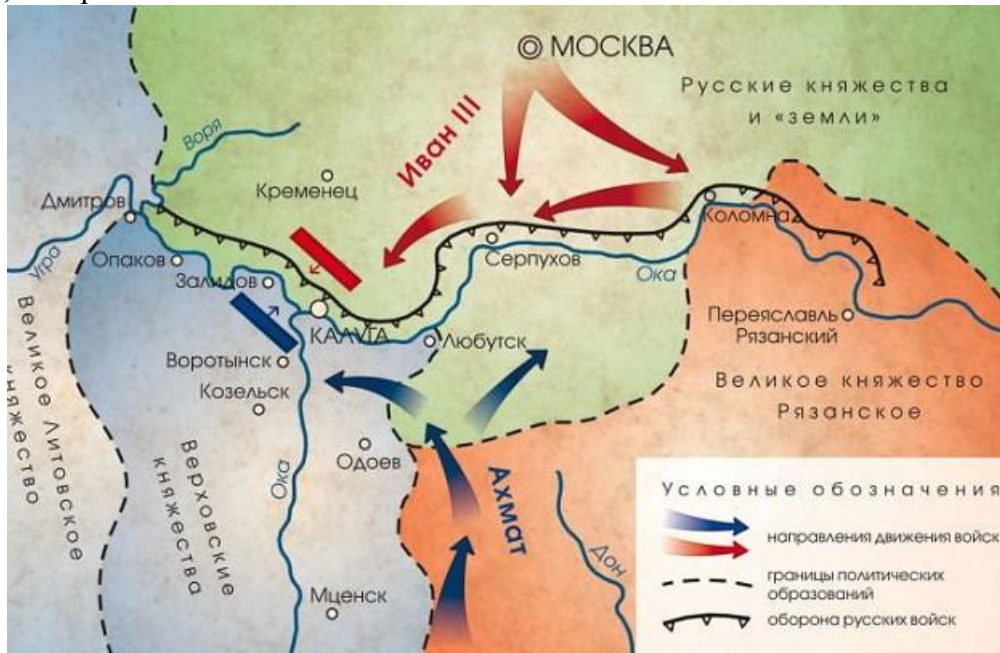 МОСКВА
Русские княжества
и «земли»
Воря
Иван III
Кременец
Дмитров
Коломна
Угра
Опаков
Серпухов
Ока
Залидов
КАЛУГА
Любутск
Переяславль
Рязанский
Воротынск
Козельск
Великое княжество
Рязанское
Великое Литовское
княжество
Верховские
княжества
Одоев
Ока
Ахмат
Дон
Мценск
Условные обозначения
направления движения войск
границы политических
образований
оборона русских войск